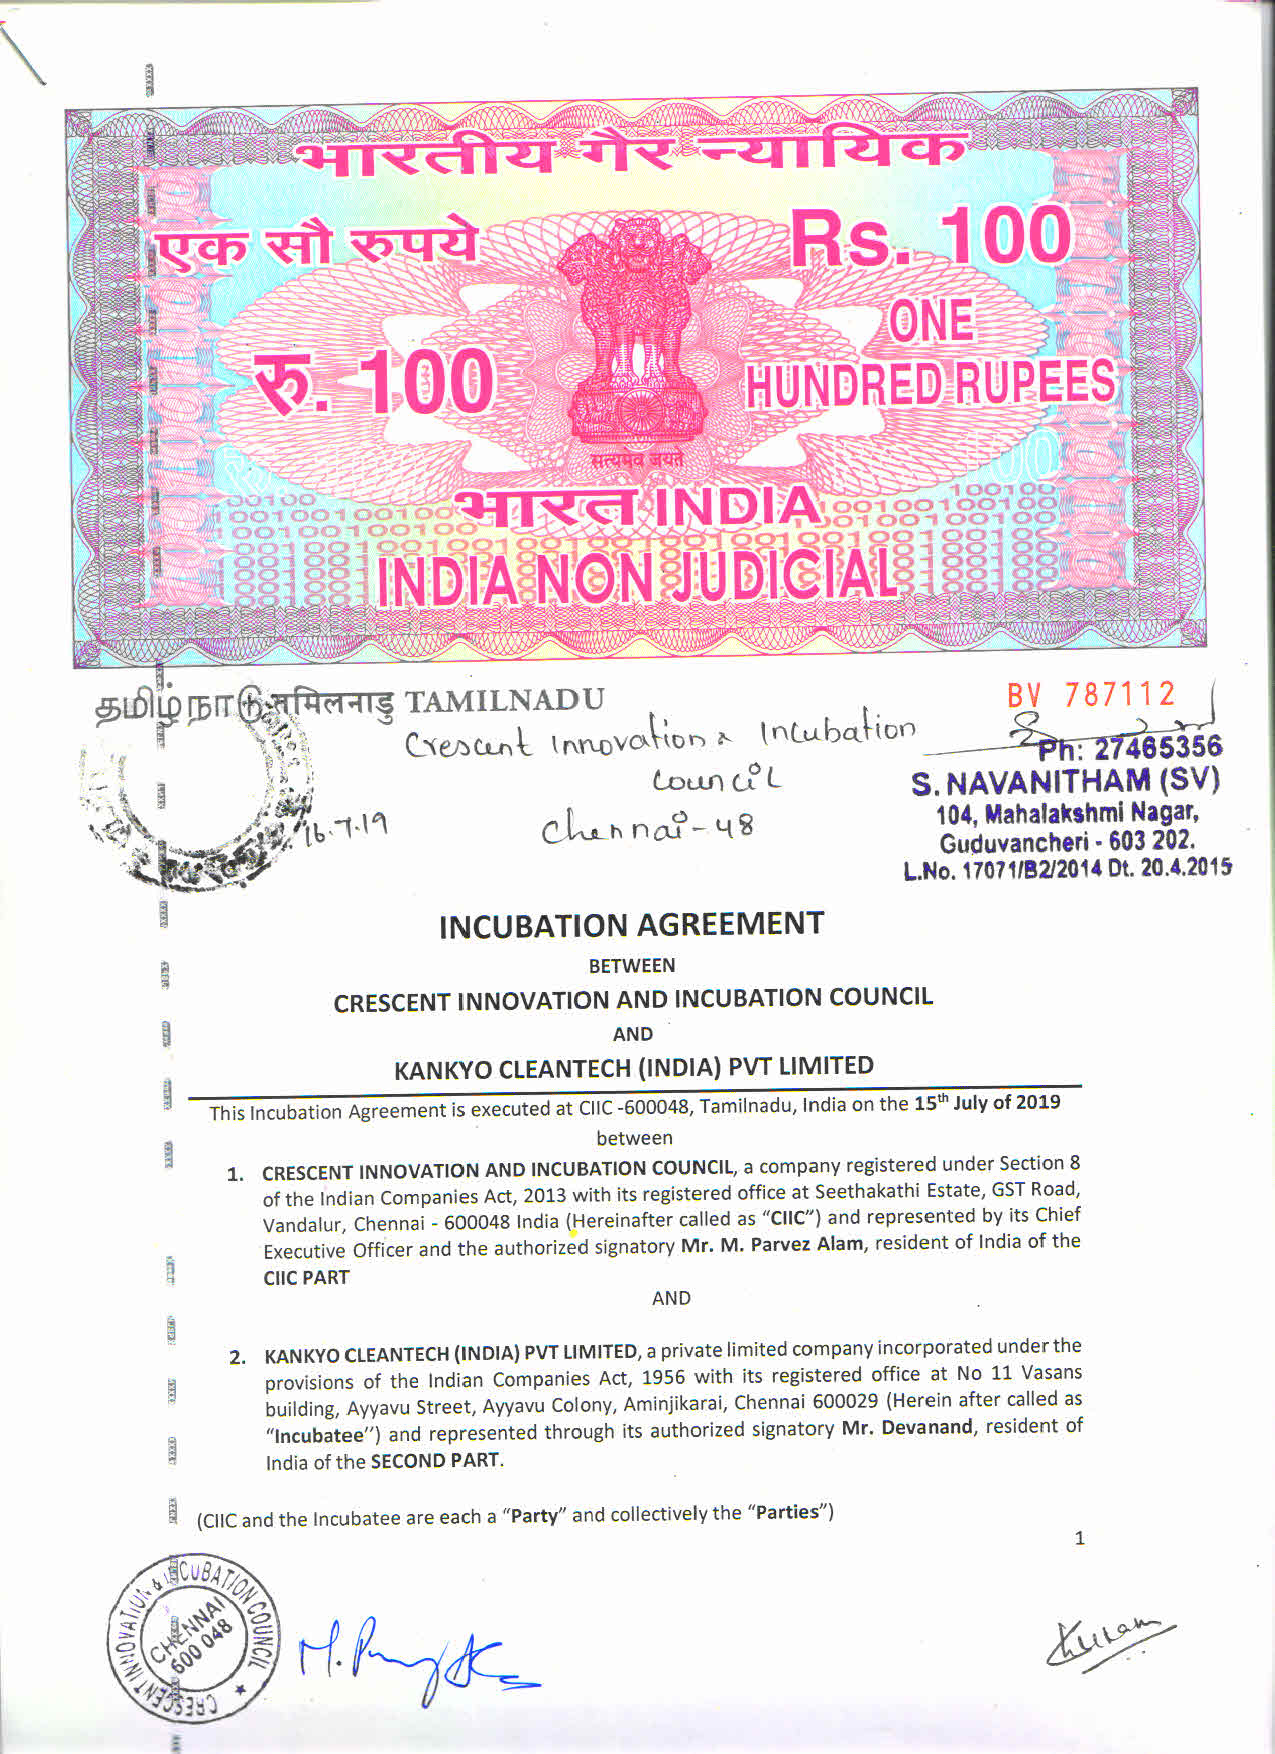 भारतीय गैर न्यायिक
एक सौ रुपये
Rs. 100
रु. 100
ONE
HUNDRED RUPEES
सत्यमेव जयते
भारत INDIA
INDIA NON JUDICIAL
தமிழ்நாடு तमिलनाडु TAMILNADU
BV 787112
Crescent Innovation & Incubation
Council
Chennai - 48
16.7.19
Ph: 27465356
S. NAVANITHAM (SV)
104, Mahalakshmi Nagar,
Guduvancheri - 603 202.
L.No. 17071/B2/2014 Dt. 20.4.2015
INCUBATION AGREEMENT
BETWEEN
CRESCENT INNOVATION AND INCUBATION COUNCIL
AND
KANKYO CLEANTECH (INDIA) PVT LIMITED
This Incubation Agreement is executed at CIIC -600048, Tamilnadu, India on the 15th July of 2019
between
1. CRESCENT INNOVATION AND INCUBATION COUNCIL, a company registered under Section 8
of the Indian Companies Act, 2013 with its registered office at Seethakathi Estate, GST Road,
Vandalur, Chennai - 600048 India (Hereinafter called as “CIIC”) and represented by its Chief
Executive Officer and the authorized signatory Mr. M. Parvez Alam, resident of India of the
CIIC PART
AND
2. KANKYO CLEANTECH (INDIA) PVT LIMITED, a private limited company incorporated under the
provisions of the Indian Companies Act, 1956 with its registered office at No 11 Vasans
building, Ayyavu Street, Ayyavu Colony, Aminjikarai, Chennai 600029 (Herein after called as
“Incubatee”) and represented through its authorized signatory Mr. Devanand, resident of
India of the SECOND PART.
(CIIC and the Incubatee are each a “Party” and collectively the “Parties”)
1
CRESCENT INNOVATION & INCUBATION COUNCIL
CHENNAI
600 048